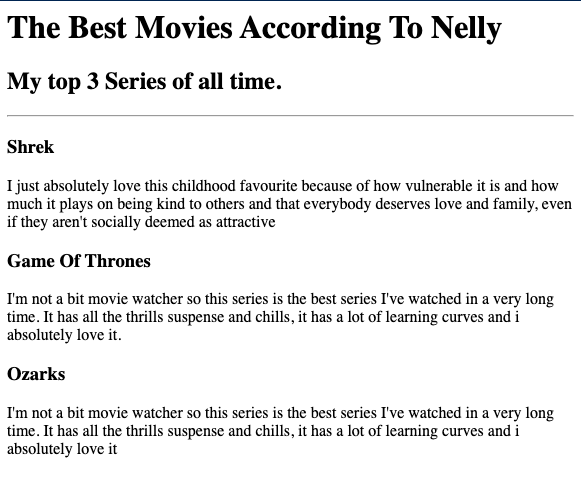 The Best Movies According To Nelly
My top 3 Series of all time.
Shrek
I just absolutely love this childhood favourite because of how vulnerable it is and how
much it plays on being kind to others and that everybody deserves love and family, even
if they aren't socially deemed as attractive
Game Of Thrones
I'm not a bit movie watcher so this series is the best series I've watched in a very long
time. It has all the thrills suspense and chills, it has a lot of learning curves and i
absolutely love it.
Ozarks
I'm not a bit movie watcher so this series is the best series I've watched in a very long
time. It has all the thrills suspense and chills, it has a lot of learning curves and i
absolutely love it